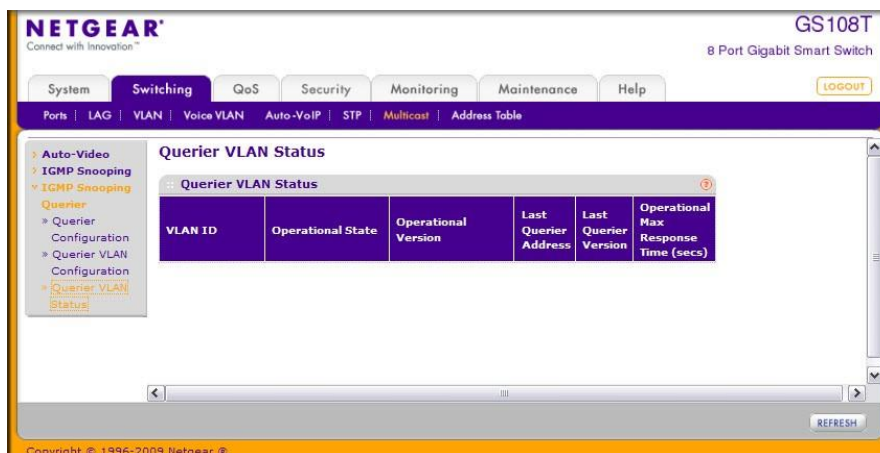 NETGEAR®
Connect with Innovation™
GS108T
8 Port Gigabit Smart Switch
System Switching QoS Security Monitoring Maintenance Help LOGOUT
Ports | LAG | VLAN | Voice VLAN Auto-VoIP | STP | Multicast | Address Table
Auto-Video
IGMP Snooping
IGMP Snooping
Querier
» Querier
Configuration
» Querier VLAN
Configuration
» Querier VLAN
Status
Querier VLAN Status
Querier VLAN Status ?
VLAN ID
Operational State
Operational
Version
Last
Querier
Address
Last
Querier
Version
Operational
Max
Response
Time (secs)
REFRESH
Copyright © 1996-2009 Netgear ®